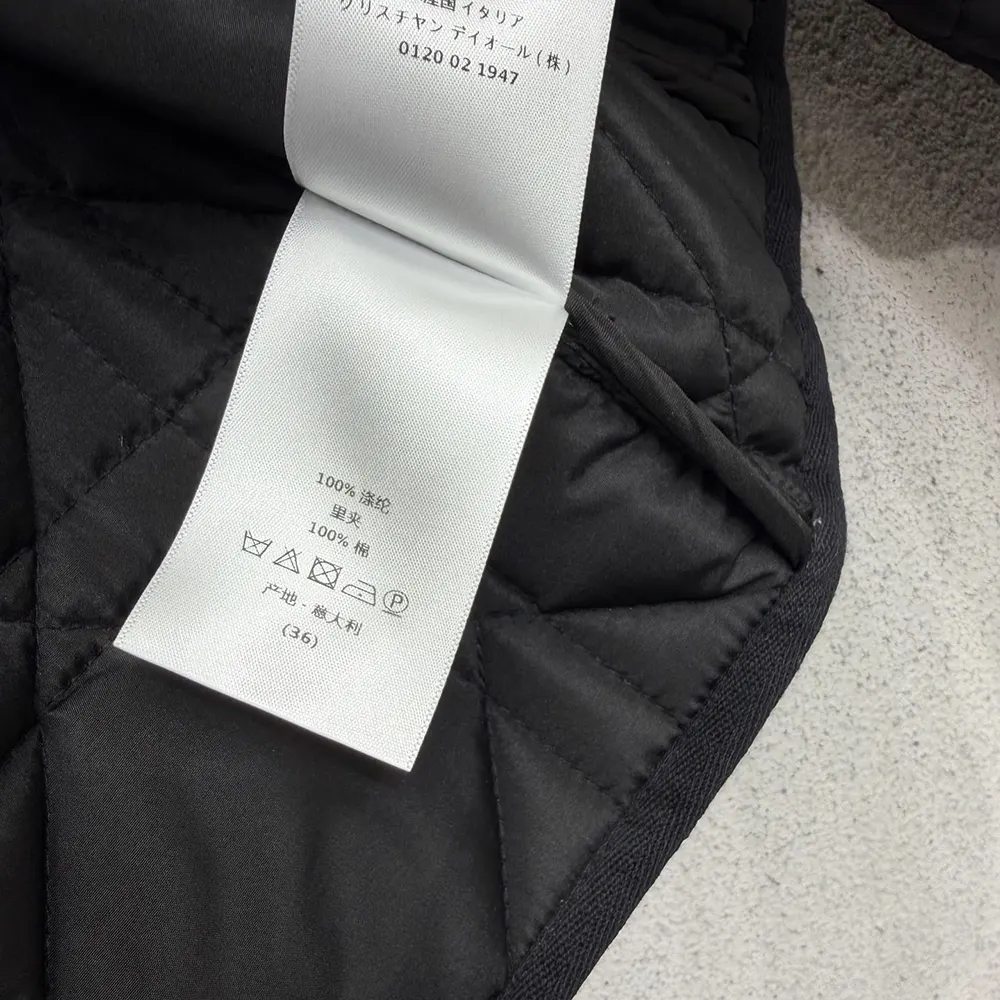 産国イタリア
クリスチャン デイオール(株)
0120 02 1947
100% 涤纶
里夹
100% 棉
P
产地 - 意大利
(36)